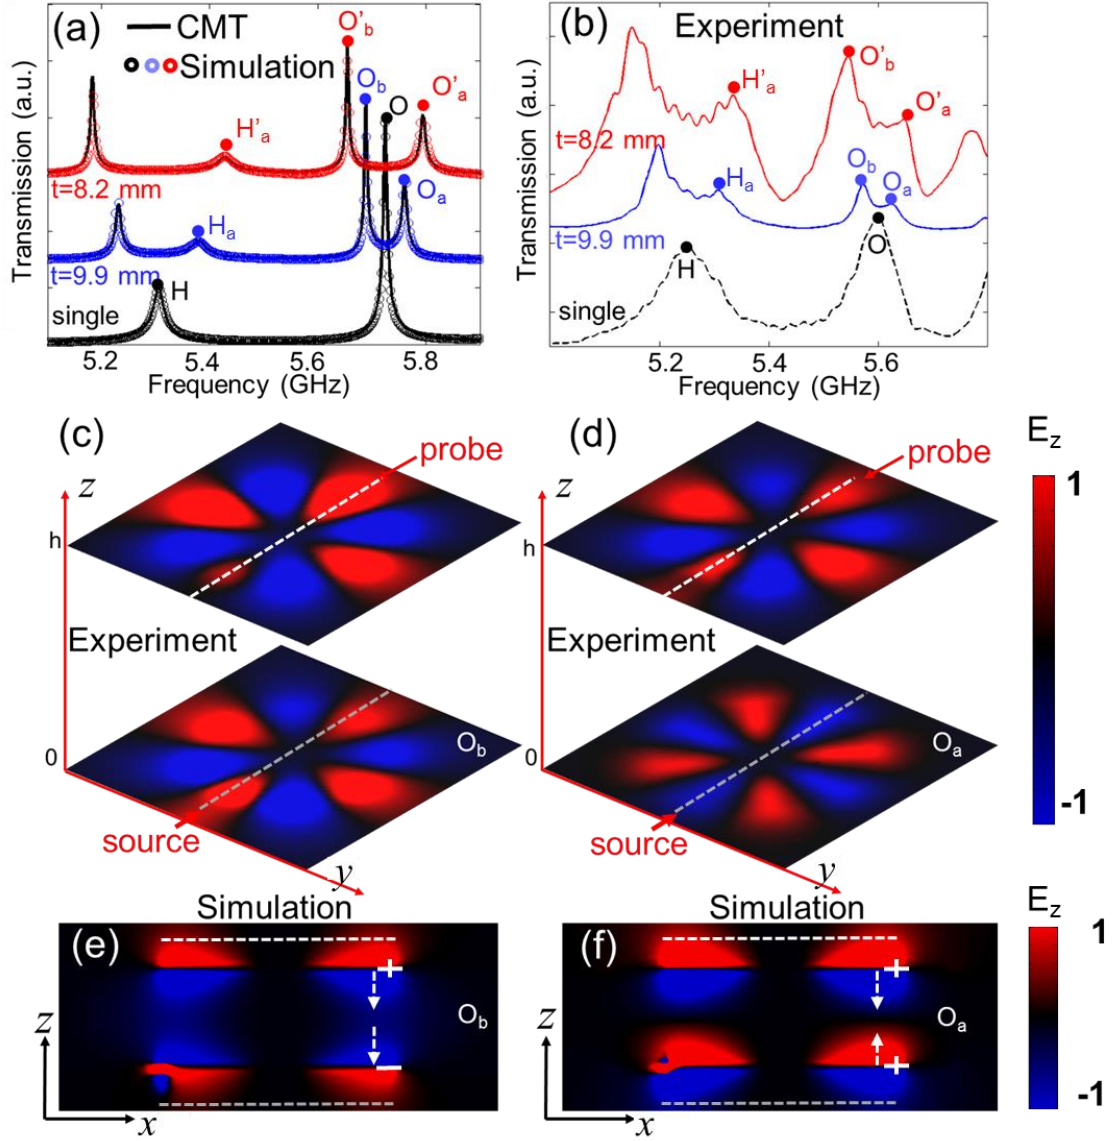 (a)
CMT
Simulation
O'b
Ob
O
O'a
H'a
t=8.2 mm
Oa
Ha
t=9.9 mm
H
single
Transmission (a.u.)
5.2 5.4 5.6 5.8
Frequency (GHz)
(b) Experiment
O'b
H'a
O'a
t=8.2 mm
Ob
Oa
Ha
t=9.9 mm
H
O
single
Transmission (a.u.)
5.2 5.4 5.6
Frequency (GHz)
(c)
probe
z
h
Experiment
0
Ob
source
y
(d)
probe
z
h
0
Oa
source
y
Ez
1
-1
Simulation
(e)
+
Ob
−
z
x
Simulation
(f)
+
Oa
+
z
x
Ez
1
-1